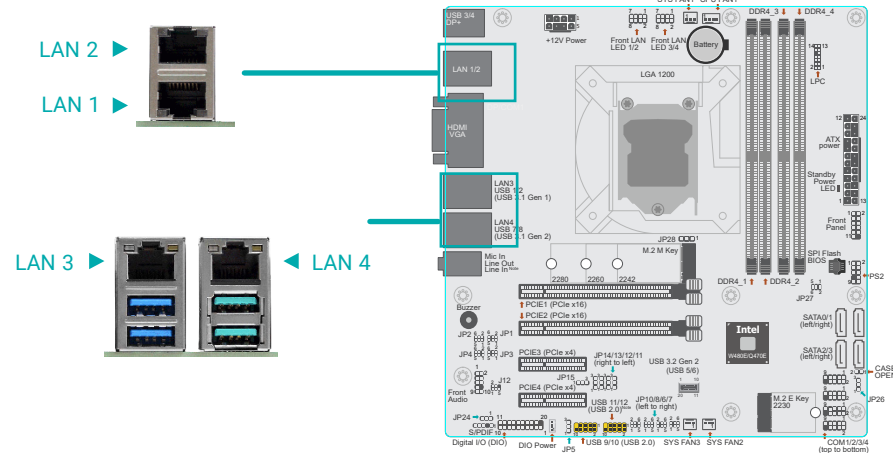 LAN 2
LAN 1
LAN 3
LAN 4
USB 3/4
DP+
LAN 1/2
HDMI
VGA
LAN3
USB 1/2
(USB 3.1 Gen 1)
LAN4
USB 7/8
(USB 3.1 Gen 2)
Mic In
Line Out
Line In Note
+12V Power
Front LAN
LED 1/2
Front LAN
LED 3/4
SYS FAN1
CPU FAN1
Battery
DDR4_3
DDR4_4
LPC
LGA 1200
ATX
power
Standby
Power
LED
Front
Panel
SPI Flash
BIOS
PS2
JP27
JP28
M.2 M Key
2280
2260
2242
DDR4_1
DDR4_2
PCIE1 (PCIe x16)
PCIE2 (PCIe x16)
Buzzer
JP2
JP1
JP4
JP3
PCIE3 (PCIe x4)
PCIE4 (PCIe x4)
JP14/13/12/11
(right to left)
JP15
USB 3.2 Gen 2
(USB 5/6)
Intel
W480E/Q470E
SATA0/1
(left/right)
SATA2/3
(left/right)
CASE
OPEN
JP26
Front
Audio
J12
USB 11/12
(USB 2.0) Note
JP10/8/6/7
(left to right)
M.2 E Key
2230
JP24
S/PDIF
Digital I/O (DIO)
DIO Power
JP5
USB 9/10 (USB 2.0)
SYS FAN3
SYS FAN2
COM1/2/3/4
(top to bottom)